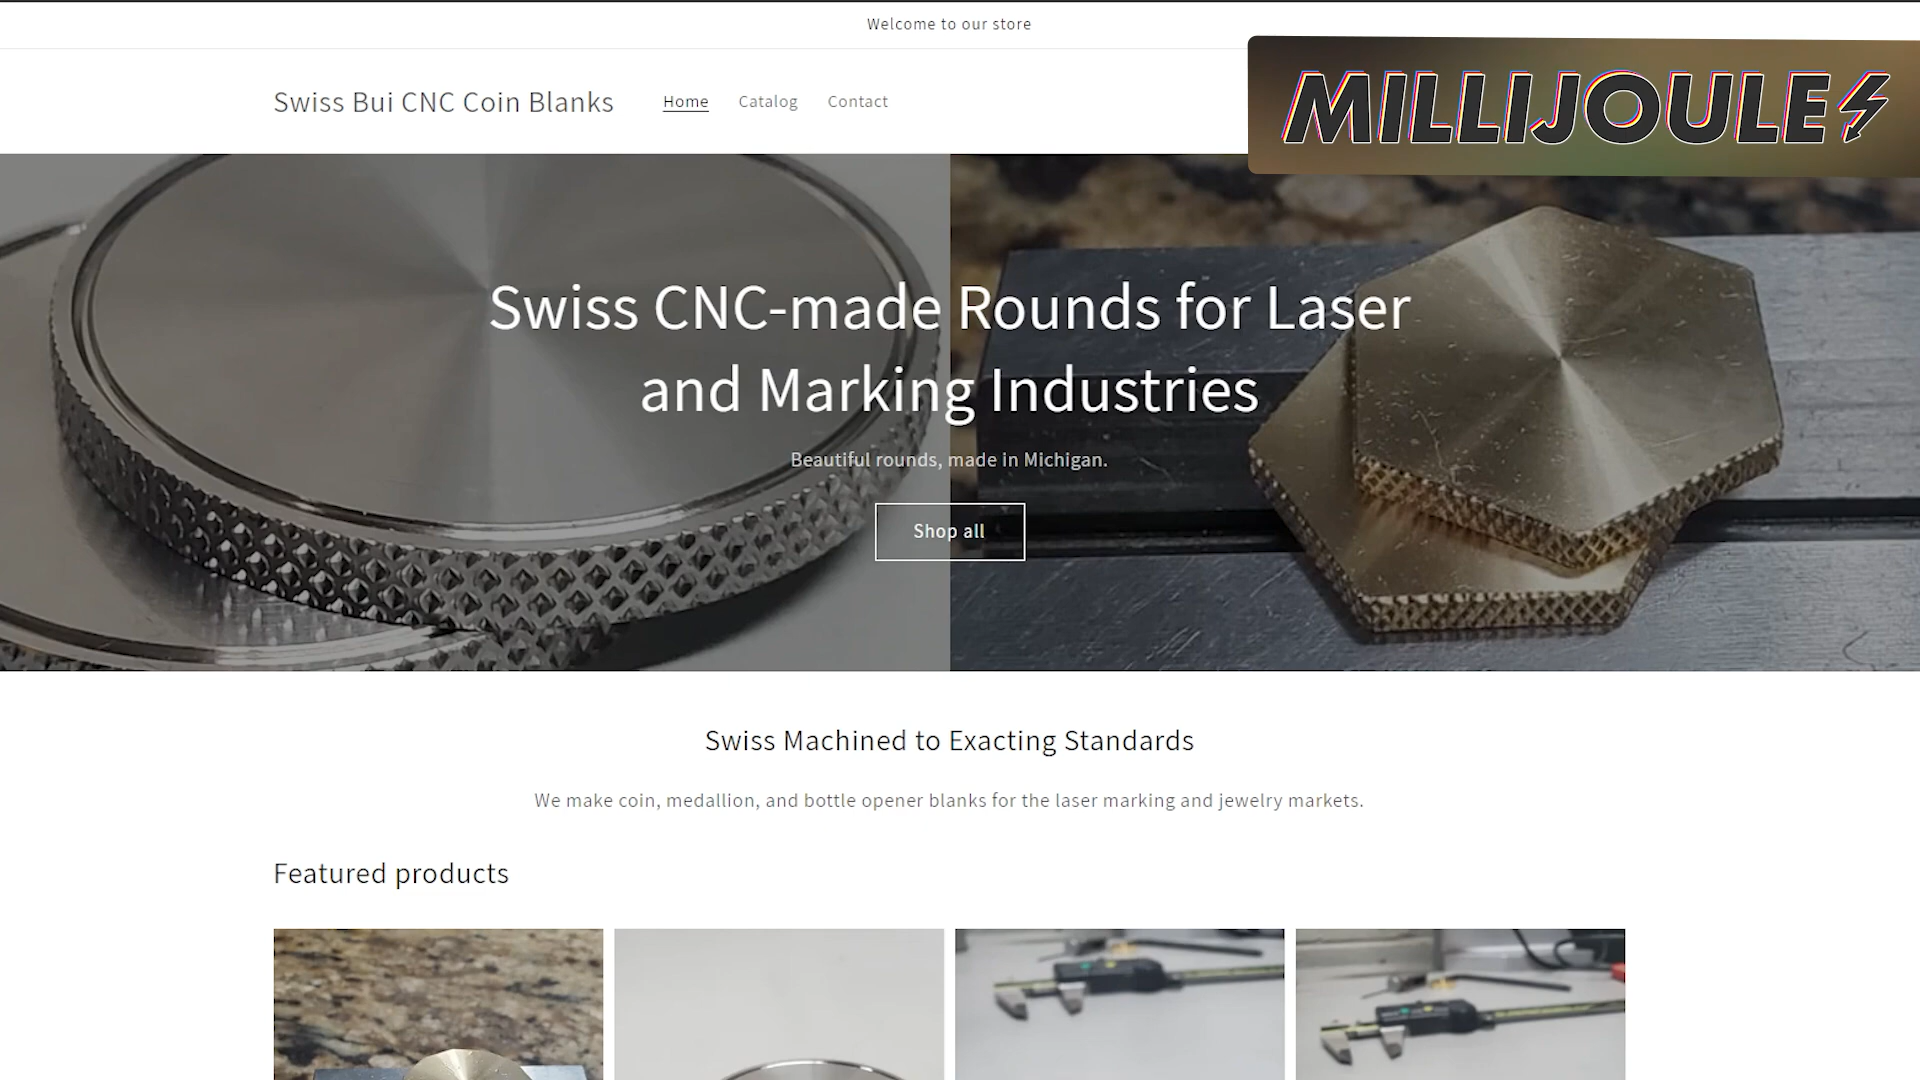 Welcome to our store
MILLIJOULE
Swiss Bui CNC Coin Blanks
Home
Catalog
Contact
Swiss CNC-made Rounds for Laser
and Marking Industries
Beautiful rounds, made in Michigan.
Shop all
Swiss Machined to Exacting Standards
We make coin, medallion, and bottle opener blanks for the laser marking and jewelry markets.
Featured products